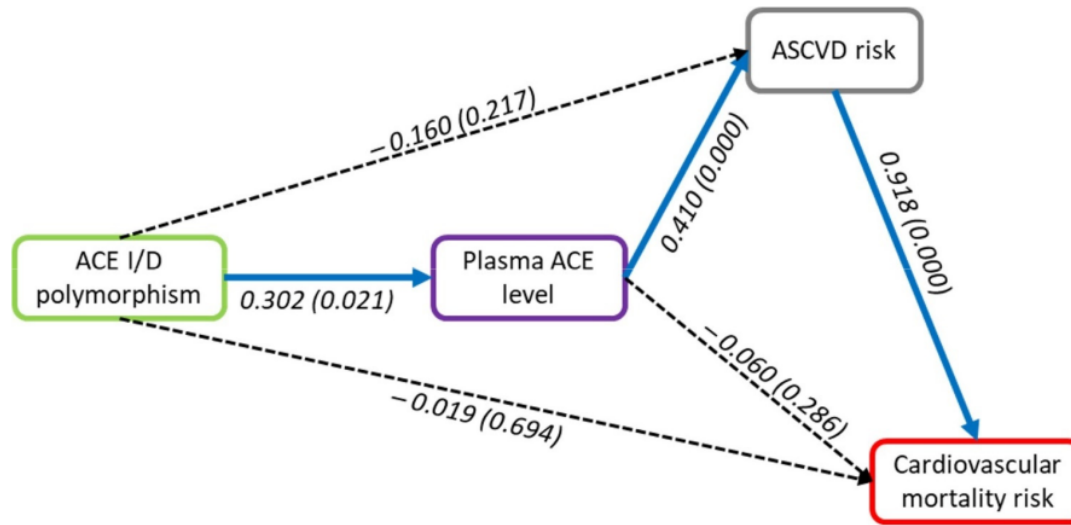 ASCVD risk
−0.160 (0.217)
0.410 (0.000)
0.918 (0.000)
ACE I/D
polymorphism
0.302 (0.021)
Plasma ACE
level
−0.060 (0.286)
−0.019 (0.694)
Cardiovascular
mortality risk